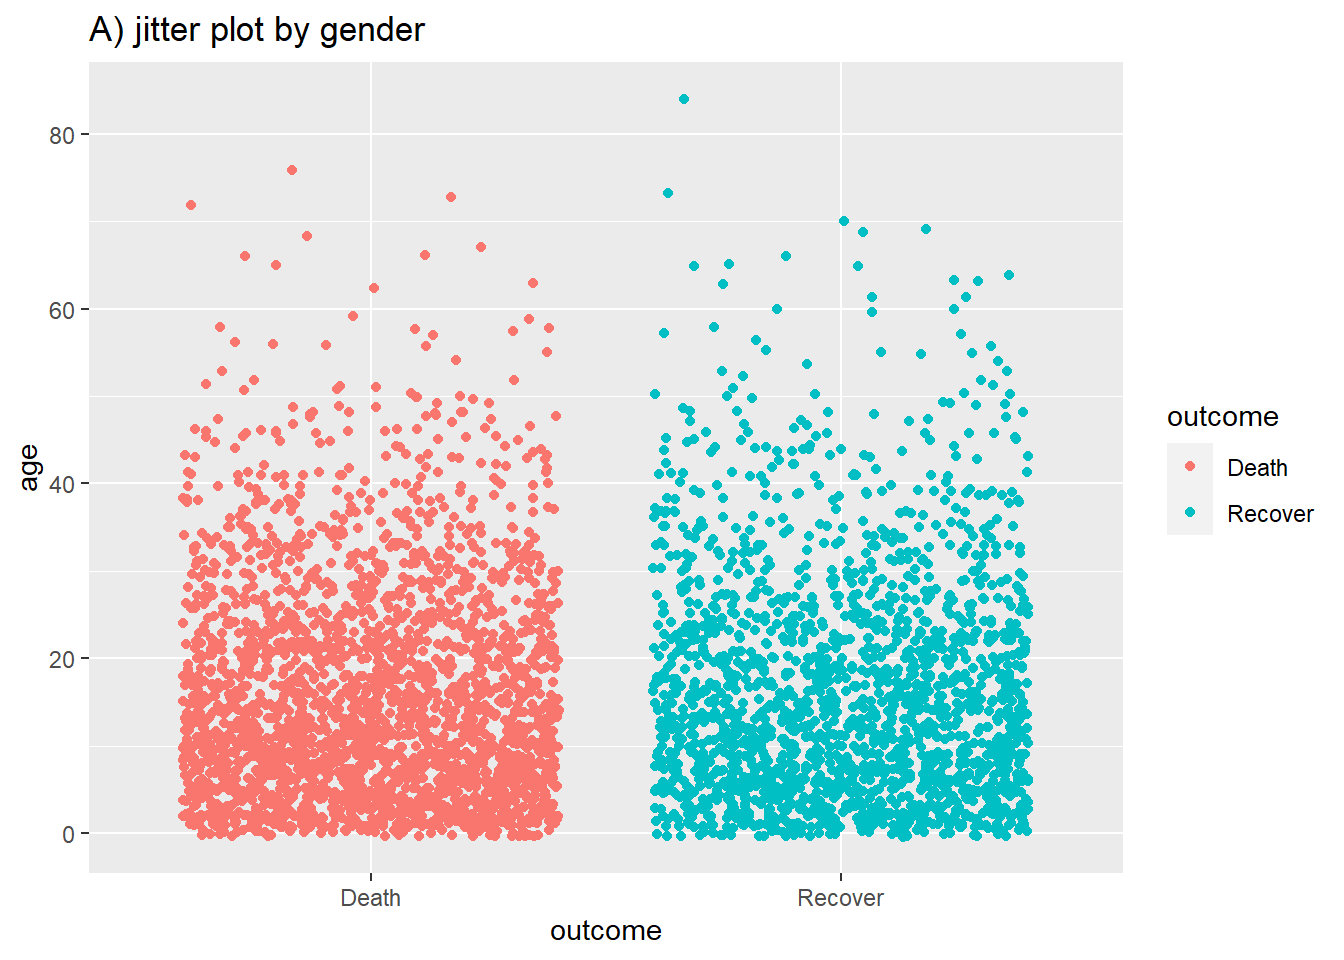 A) jitter plot by gender
80
60
40
20
0
age
Death
Recover
outcome
outcome
Death
Recover